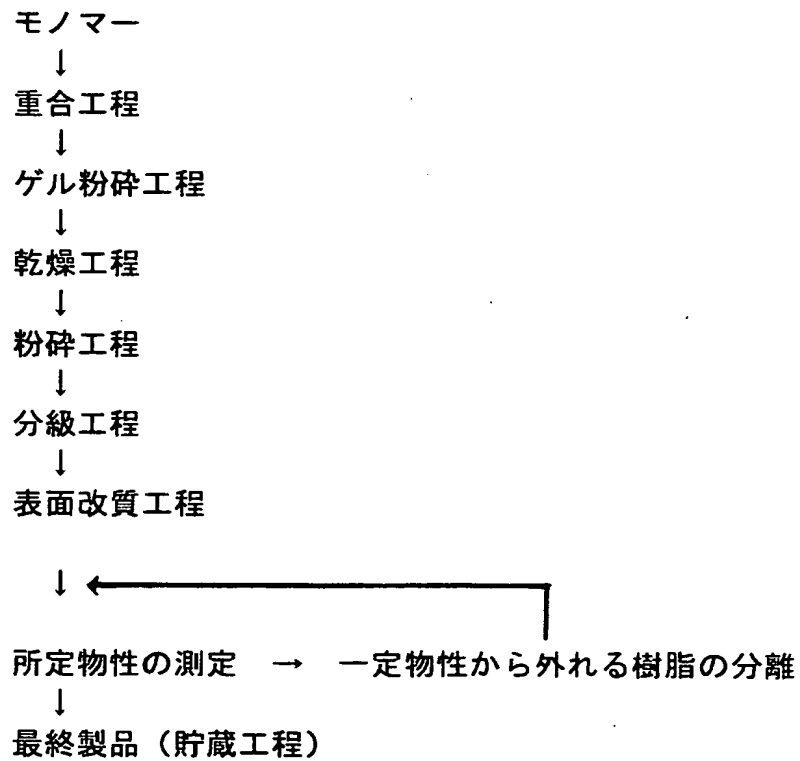 モノマー
↓
重合工程
↓
ゲル粉砕工程
↓
乾燥工程
↓
粉砕工程
↓
分級工程
↓
表面改質工程
↓
所定物性の測定 → 一定物性から外れる樹脂の分離
↓
最終製品（貯蔵工程）